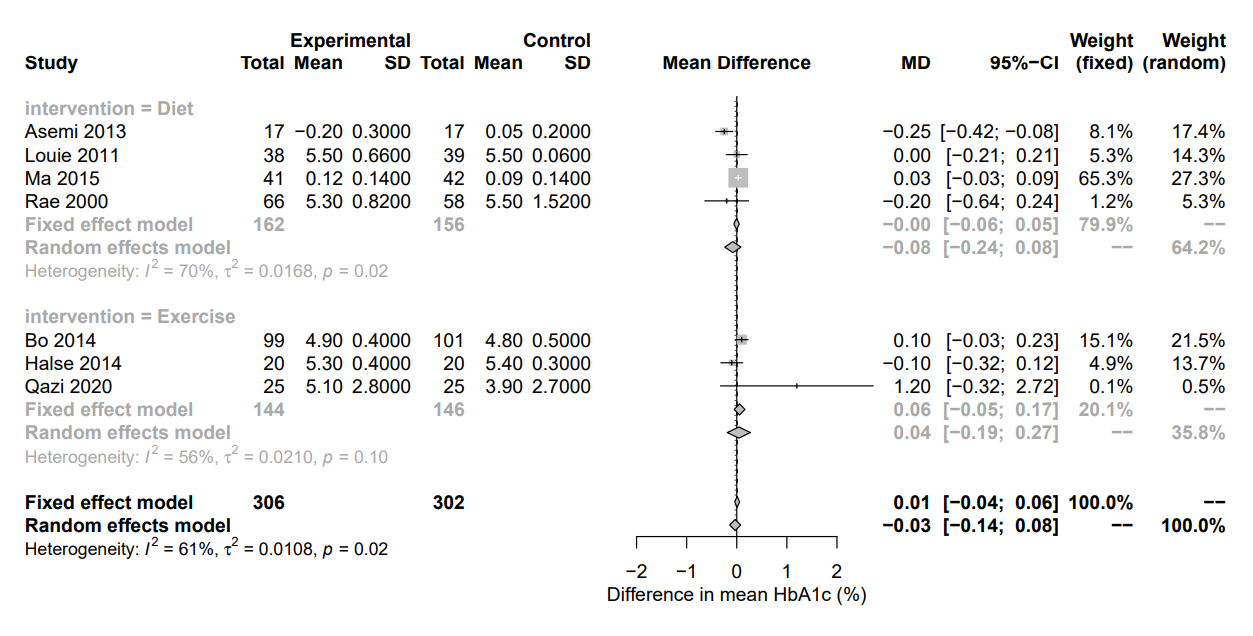 Experimental Control Weight Weight
Study Total Mean SD Total Mean SD Mean Difference MD 95%−CI (fixed) (random)
intervention = Diet
Asemi 2013 17 −0.20 0.3000 17 0.05 0.2000 −0.25 [−0.42; −0.08] 8.1% 17.4%
Louie 2011 38 5.50 0.6600 39 5.50 0.0600 0.00 [−0.21; 0.21] 5.3% 14.3%
Ma 2015 41 0.12 0.1400 42 0.09 0.1400 0.03 [−0.03; 0.09] 65.3% 27.3%
Rae 2000 66 5.30 0.8200 58 5.50 1.5200 −0.20 [−0.64; 0.24] 1.2% 5.3%
Fixed effect model 162 156 −0.00 [−0.06; 0.05] 79.9% −−
Random effects model −0.08 [−0.24; 0.08] −− 64.2%
Heterogeneity: I² = 70%, τ² = 0.0168, p = 0.02
intervention = Exercise
Bo 2014 99 4.90 0.4000 101 4.80 0.5000 0.10 [−0.03; 0.23] 15.1% 21.5%
Halse 2014 20 5.30 0.4000 20 5.40 0.3000 −0.10 [−0.32; 0.12] 4.9% 13.7%
Qazi 2020 25 5.10 2.8000 25 3.90 2.7000 1.20 [−0.32; 2.72] 0.1% 0.5%
Fixed effect model 144 146 0.06 [−0.05; 0.17] 20.1% −−
Random effects model 0.04 [−0.19; 0.27] −− 35.8%
Heterogeneity: I² = 56%, τ² = 0.0210, p = 0.10
Fixed effect model 306 302 0.01 [−0.04; 0.06] 100.0% −−
Random effects model −0.03 [−0.14; 0.08] −− 100.0%
Heterogeneity: I² = 61%, τ² = 0.0108, p = 0.02
−2 −1 0 1 2
Difference in mean HbA1c (%)